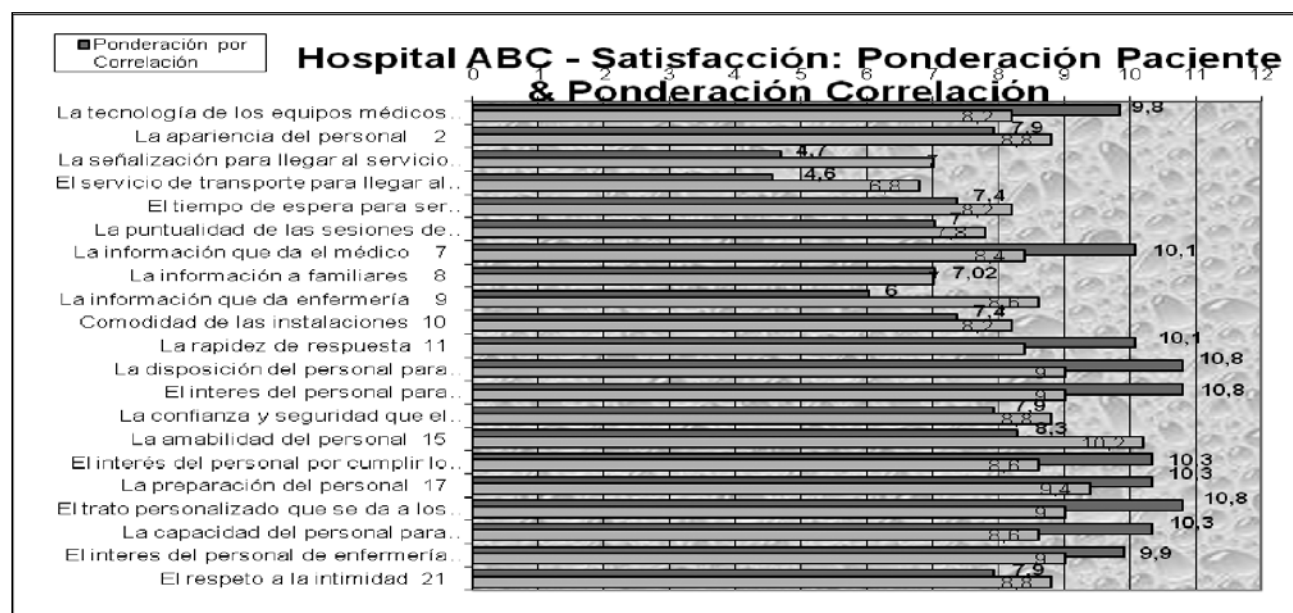 Ponderación por
Correlación
Hospital ABC - Satisfacción: Ponderación Paciente
& Ponderación Correlación
0 1 2 3 4 5 6 7 8 9 10 11 12
La tecnología de los equipos médicos.. 9,8 8,2
La apariencia del personal 2 7,9 8,8
La señalización para llegar al servicio.. 4,7 7
El servicio de transporte para llegar al.. 4,6 6,8
El tiempo de espera para ser.. 7,4 8,2
La puntualidad de las sesiones de.. 7 7,8
La información que da el médico 7 10,1 8,4
La información a familiares 8 7,02 7
La información que da enfermería 9 6 8,6
Comodidad de las instalaciones 10 7,4 8,2
La rapidez de respuesta 11 10,1
La disposición del personal para.. 10,8 9
El interes del personal para.. 10,8 9
La confianza y seguridad que el.. 7,9 8,8
La amabilidad del personal 15 8,3 10,2
El interés del personal por cumplir lo.. 10,3 8,6
La preparación del personal 17 10,3 9,4
El trato personalizado que se da a los.. 10,8 9
La capacidad del personal para.. 10,3 8,6
El interes del personal de enfermería.. 9,9 9
El respeto a la intimidad 21 7,9 8,8